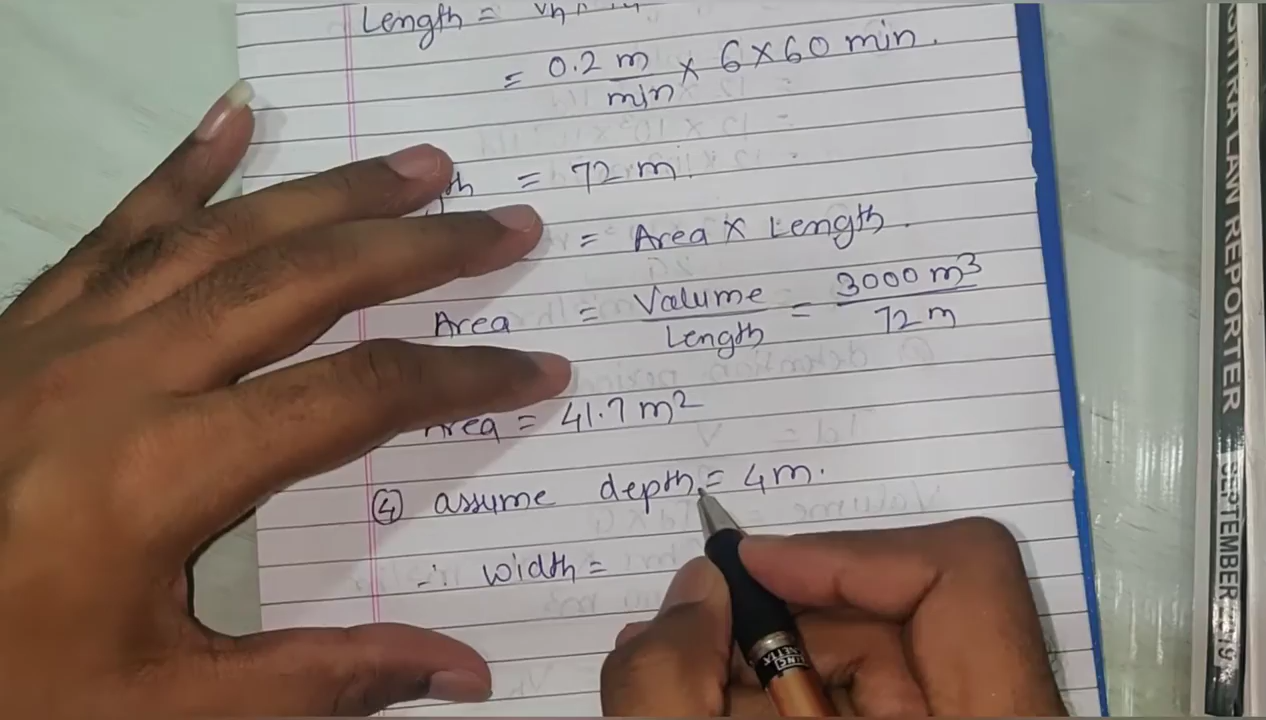 Length =
= 0.2 m/min × 6×60 min.
= 72 m.
= Area × Length.
Area = Valume/Length = 3000 m³/72 m
Area = 41.7 m²
④ assume depth = 4m.
∴ width =
LAW REPORTER SEPTEMBER